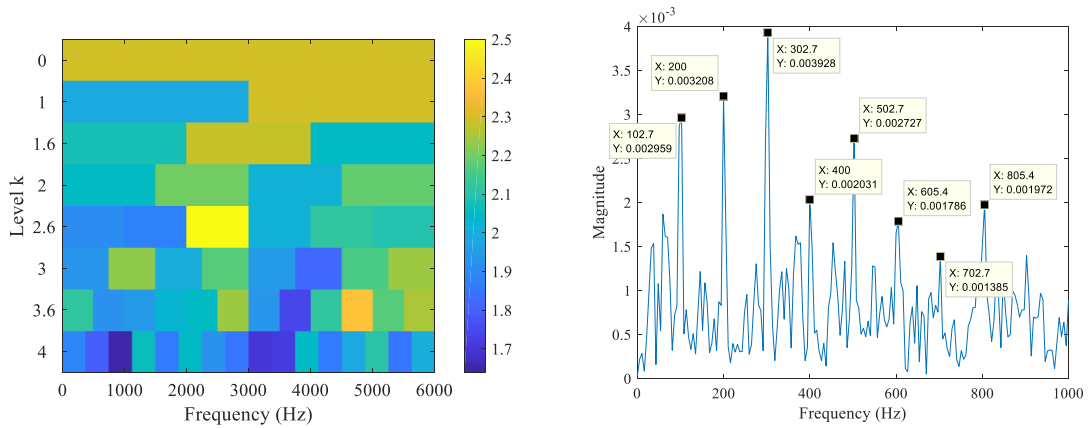 Level k
0
1
1.6
2
2.6
3
3.6
4
0
1000
2000
3000
4000
5000
6000
Frequency (Hz)
2.5
2.4
2.3
2.2
2.1
2
1.9
1.8
1.7
×10⁻³
4
3.5
3
2.5
2
1.5
1
0.5
0
Magnitude
X: 302.7
Y: 0.003928
X: 200
Y: 0.003208
X: 102.7
Y: 0.002959
X: 502.7
Y: 0.002727
X: 400
Y: 0.002031
X: 605.4
Y: 0.001786
X: 805.4
Y: 0.001972
X: 702.7
Y: 0.001385
0
200
400
600
800
1000
Frequency (Hz)